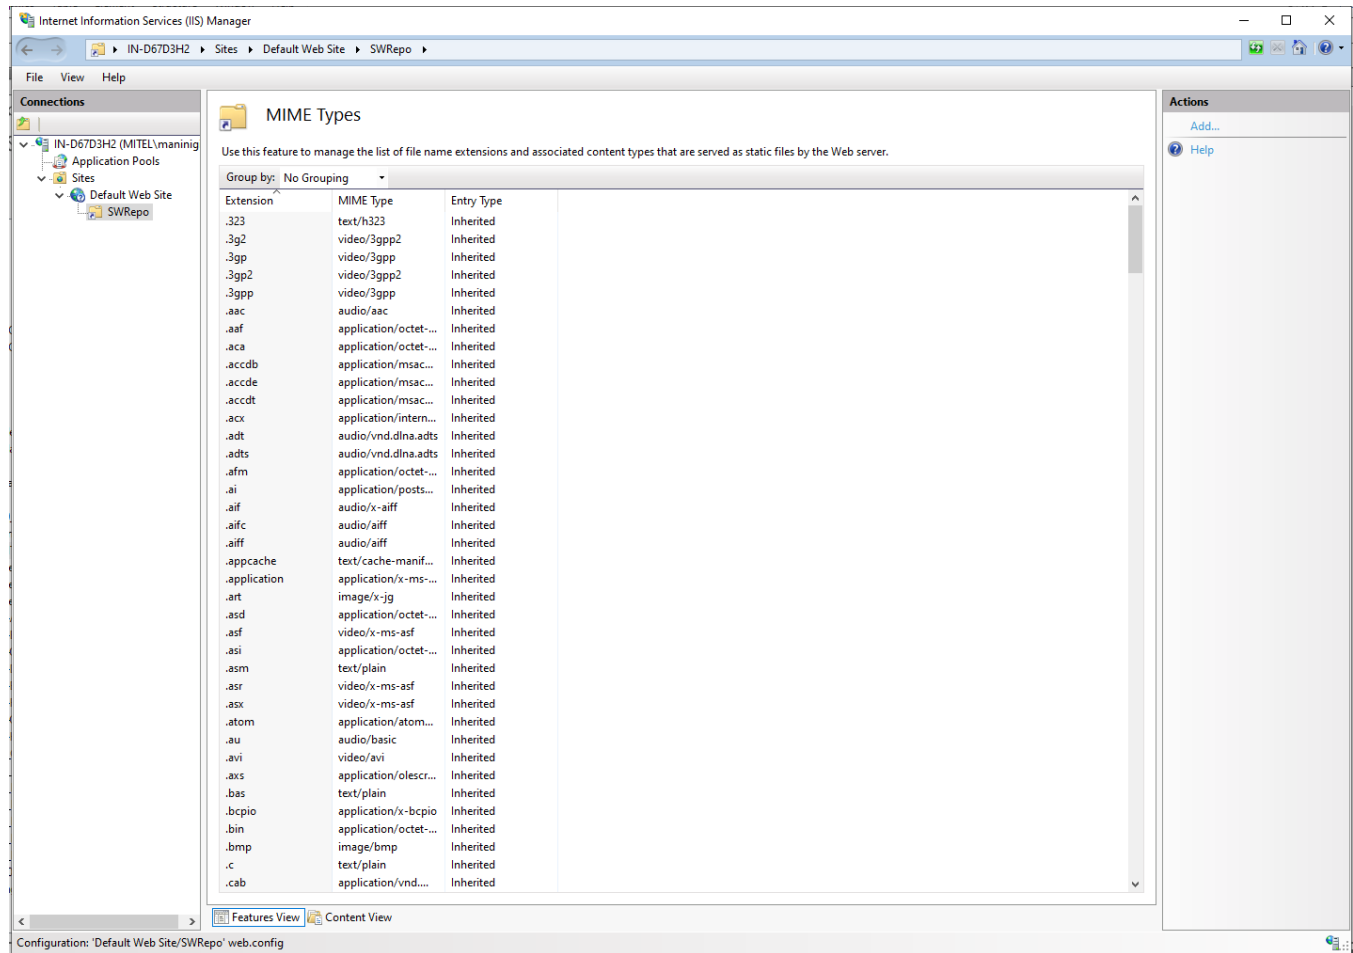 Internet Information Services (IIS) Manager
IN-D67D3H2 Sites Default Web Site SWRepo
File View Help
Connections
IN-D67D3H2 (MITEL\maninig
Application Pools
Sites
Default Web Site
SWRepo
MIME Types
Use this feature to manage the list of file name extensions and associated content types that are served as static files by the Web server.
Group by: No Grouping
Extension MIME Type Entry Type
.323 text/h323 Inherited
.3g2 video/3gpp2 Inherited
.3gp video/3gpp Inherited
.3gp2 video/3gpp2 Inherited
.3gpp video/3gpp Inherited
.aac audio/aac Inherited
.aaf application/octet-... Inherited
.aca application/octet-... Inherited
.accdb application/msac... Inherited
.accde application/msac... Inherited
.accdt application/msac... Inherited
.acx application/intern... Inherited
.adt audio/vnd.dlna.adts Inherited
.adts audio/vnd.dlna.adts Inherited
.afm application/octet-... Inherited
.ai application/posts... Inherited
.aif audio/x-aiff Inherited
.aifc audio/aiff Inherited
.aiff audio/aiff Inherited
.appcache text/cache-manif... Inherited
.application application/x-ms-... Inherited
.art image/x-jg Inherited
.asd application/octet-... Inherited
.asf video/x-ms-asf Inherited
.asi application/octet-... Inherited
.asm text/plain Inherited
.asr video/x-ms-asf Inherited
.asx video/x-ms-asf Inherited
.atom application/atom... Inherited
.au audio/basic Inherited
.avi video/avi Inherited
.axs application/olescr... Inherited
.bas text/plain Inherited
.bcpio application/x-bcpio Inherited
.bin application/octet-... Inherited
.bmp image/bmp Inherited
.c text/plain Inherited
.cab application/vnd.... Inherited
Features View Content View
Actions
Add...
Help
Configuration: 'Default Web Site/SWRepo' web.config